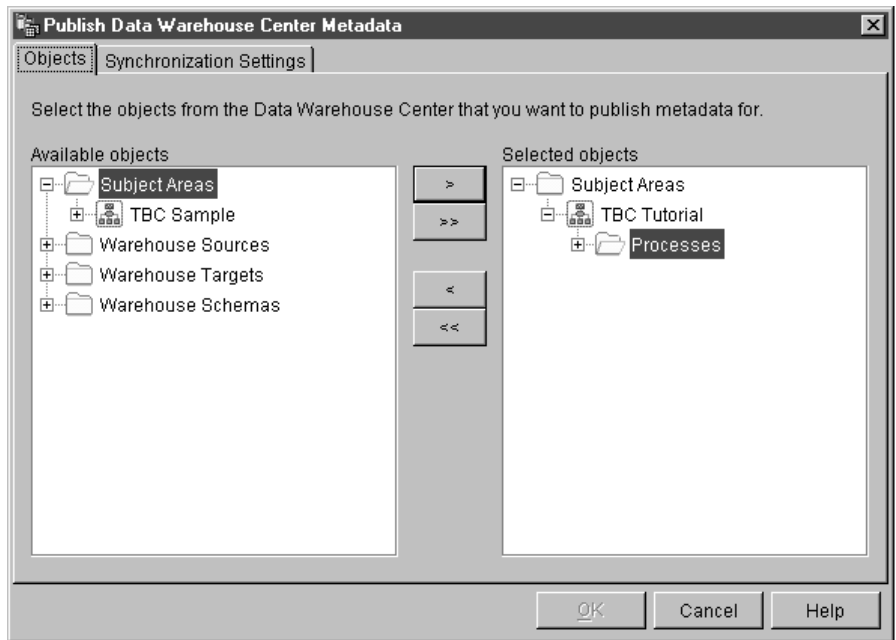 Publish Data Warehouse Center Metadata
Objects
Synchronization Settings
Select the objects from the Data Warehouse Center that you want to publish metadata for.
Available objects
Subject Areas
TBC Sample
Warehouse Sources
Warehouse Targets
Warehouse Schemas
>
>>
<
<<
Selected objects
Subject Areas
TBC Tutorial
Processes
OK
Cancel
Help